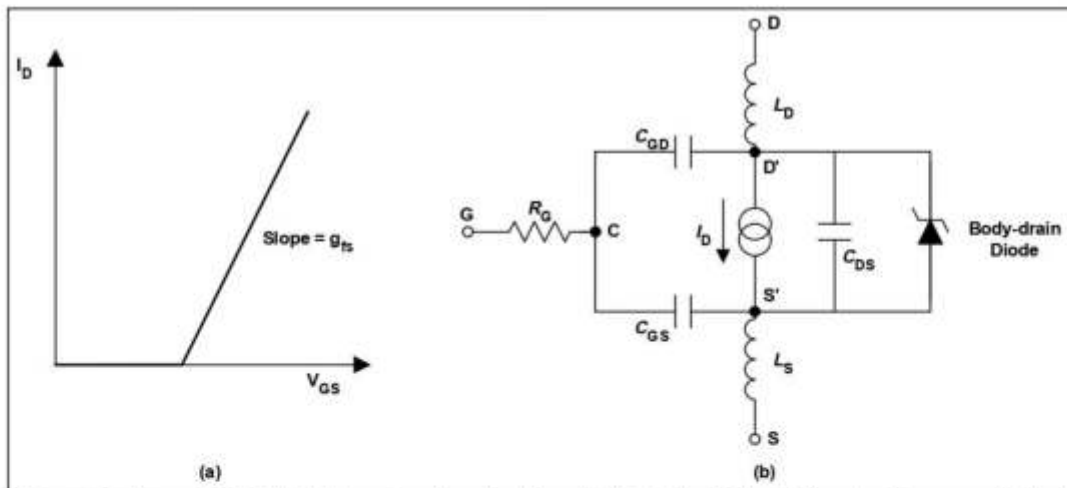 I_D
Slope = g_fs
V_GS
(a)
D
L_D
C_GD
D'
R_G
G
C
I_D
C_DS
Body-drain
Diode
S'
C_GS
L_S
S
(b)